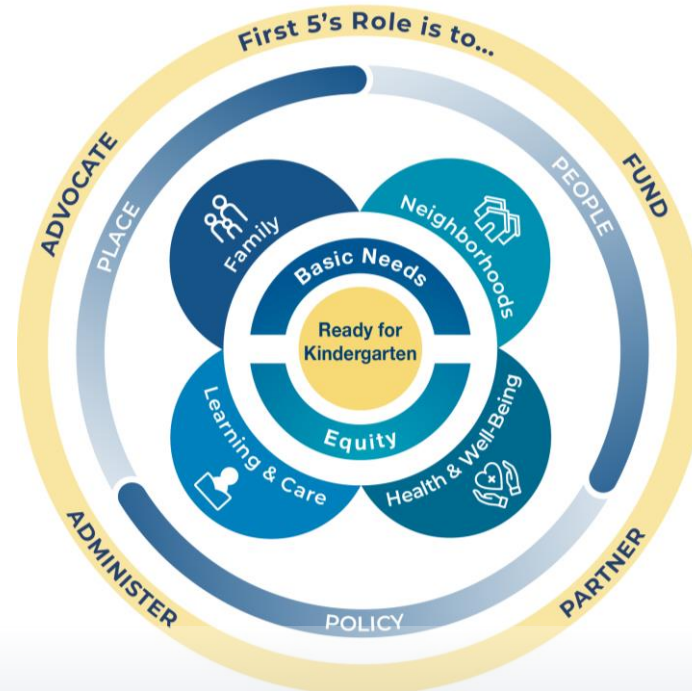 First 5's Role is to...
ADVOCATE
FUND
PLACE
PEOPLE
Family
Neighborhoods
Basic Needs
Ready for
Kindergarten
Equity
Learning & Care
Health & Well-Being
ADMINISTER
PARTNER
POLICY